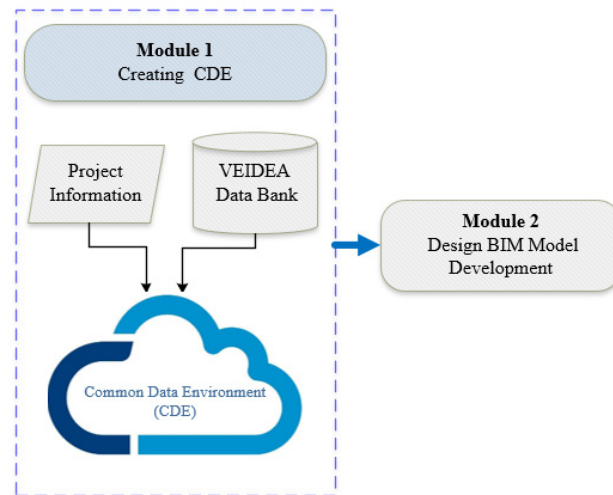 Module 1
Creating CDE
Project
Information
VEIDEA
Data Bank
Module 2
Design BIM Model
Development
Common Data Environment
(CDE)